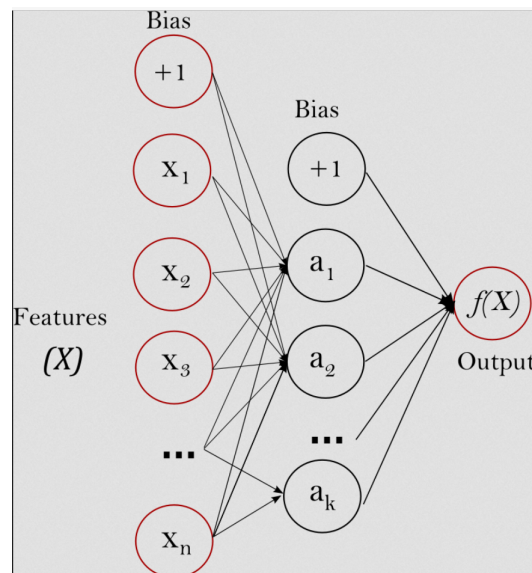 Bias
+1
x₁
x₂
x₃
...
xₙ
Features
(X)
Bias
+1
a₁
a₂
...
aₖ
f(X)
Output